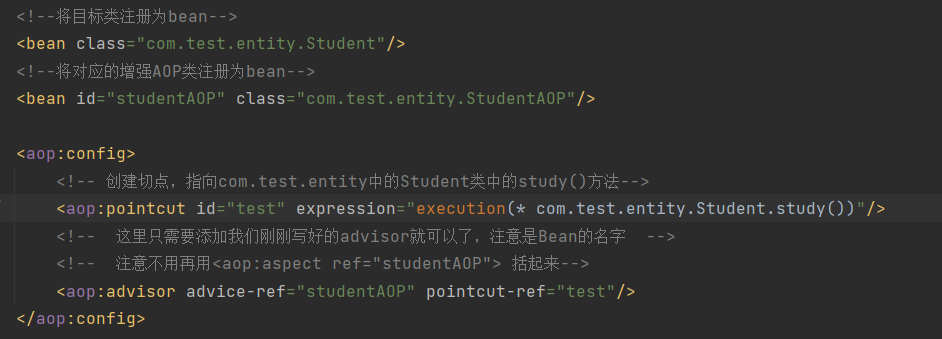 <!--将目标类注册为bean-->
<bean class="com.test.entity.Student"/>
<!--将对应的增强AOP类注册为bean-->
<bean id="studentAOP" class="com.test.entity.StudentAOP"/>
<aop:config>
<!-- 创建切点，指向com.test.entity中的Student类中的study()方法-->
<aop:pointcut id="test" expression="execution(* com.test.entity.Student.study())"/>
<!--  这里只需要添加我们刚刚写好的advisor就可以了，注意是Bean的名字  -->
<!--  注意不用再用<aop:aspect ref="studentAOP"> 括起来-->
<aop:advisor advice-ref="studentAOP" pointcut-ref="test"/>
</aop:config>